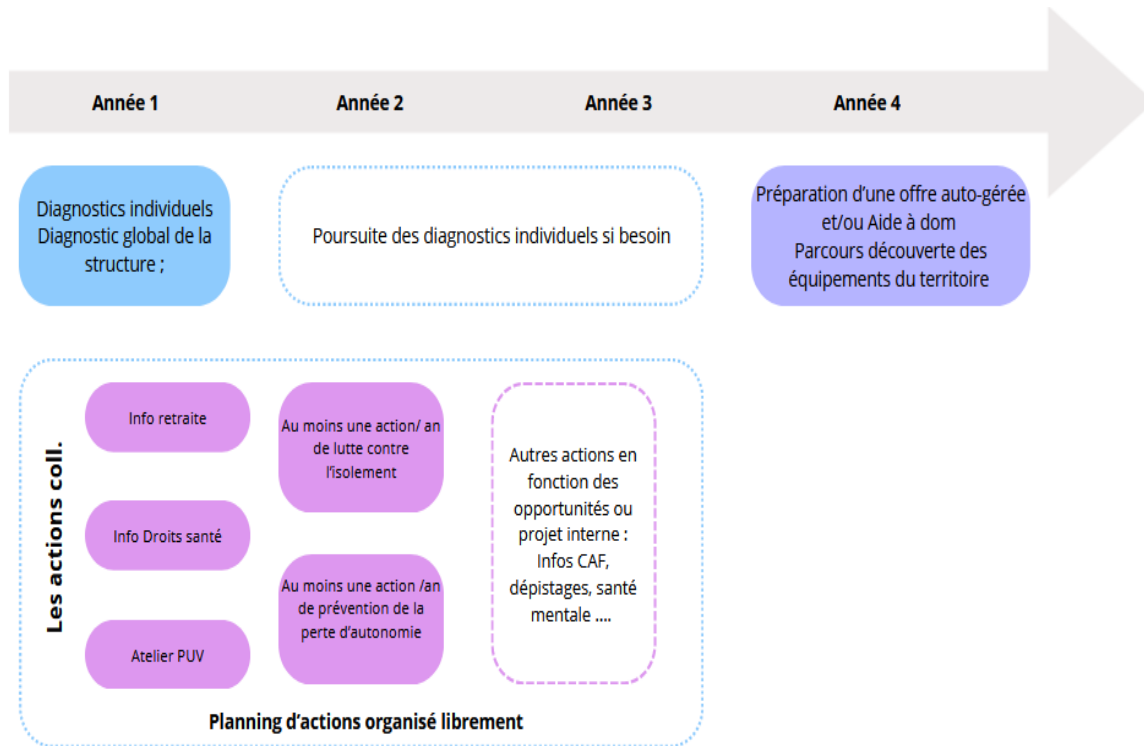 Année 1
Année 2
Année 3
Année 4
Diagnostics individuels
Diagnostic global de la
structure ;
Poursuite des diagnostics individuels si besoin
Préparation d'une offre auto-gérée
et/ou Aide à dom
Parcours découverte des
équipements du territoire
Les actions coll.
Info retraite
Info Droits santé
Atelier PUV
Au moins une action/ an
de lutte contre
l'isolement
Au moins une action /an
de prévention de la
perte d'autonomie
Autres actions en
fonction des
opportunités ou
projet interne :
Infos CAF,
dépistages, santé
mentale ....
Planning d'actions organisé librement